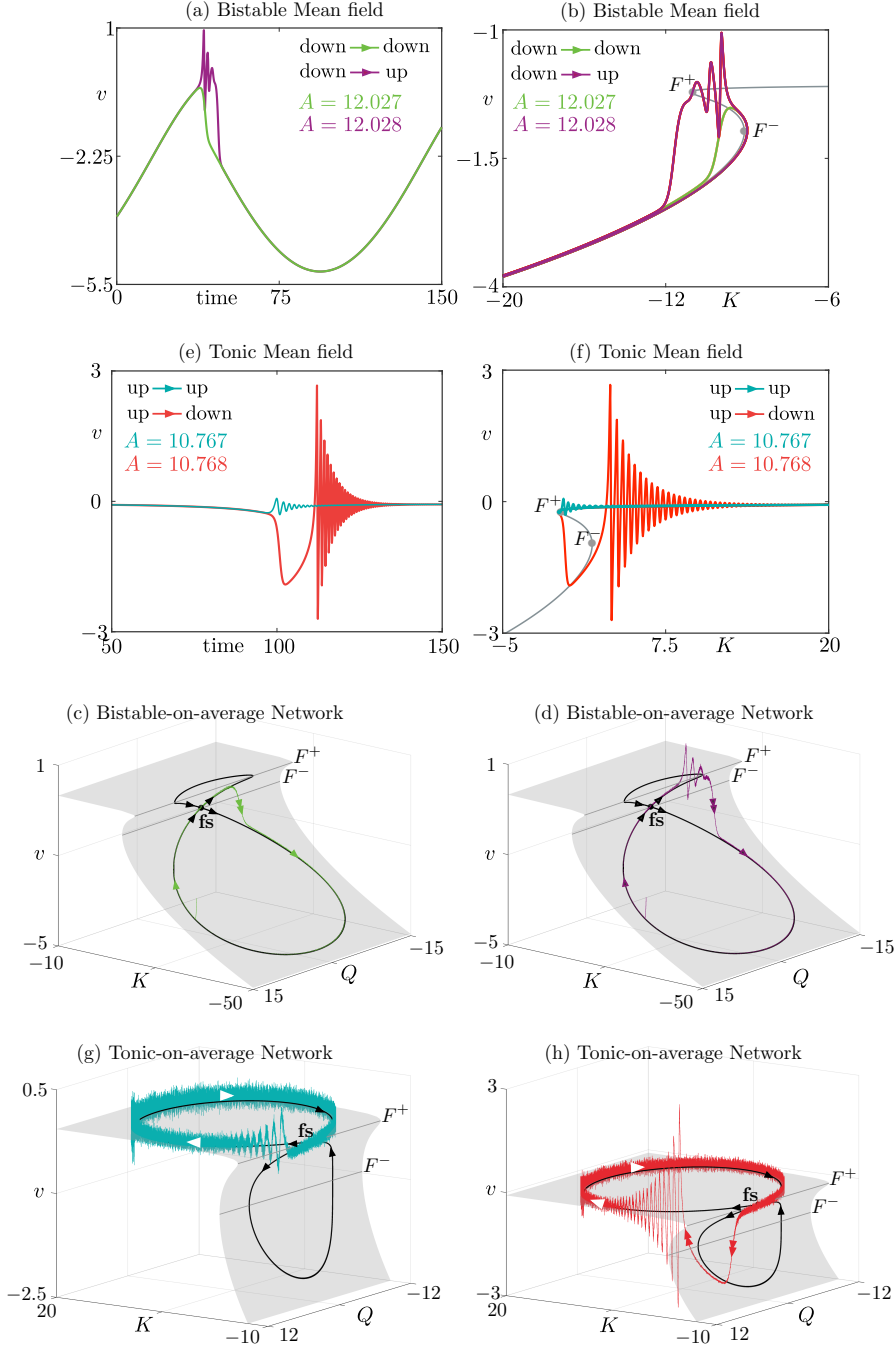 (a) Bistable Mean field
1
v
−2.25
−5.5
0
time
75
150
down → down
down → up
A = 12.027
A = 12.028
(b) Bistable Mean field
−1
v
−1.5
−4
−20
−12
K
−6
down → down
down → up
A = 12.027
A = 12.028
F⁺
F⁻
(e) Tonic Mean field
3
v
0
−3
50
time
100
150
up → up
up → down
A = 10.767
A = 10.768
(f) Tonic Mean field
3
v
0
−3
−5
7.5
K
20
up → up
up → down
A = 10.767
A = 10.768
F⁺
F⁻
(c) Bistable-on-average Network
1
v
−5
−10
K
−50
15
Q
−15
F⁺
F⁻
fs
(d) Bistable-on-average Network
1
v
−5
−10
K
−50
15
Q
−15
F⁺
F⁻
fs
(g) Tonic-on-average Network
0.5
v
−2.5
20
K
−10
12
Q
−12
F⁺
F⁻
fs
(h) Tonic-on-average Network
3
v
−3
20
K
−10
12
Q
−12
F⁺
F⁻
fs